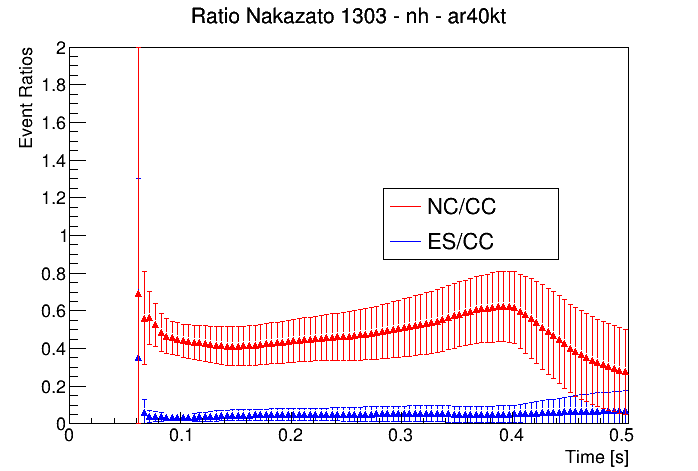 Ratio Nakazato 1303 - nh - ar40kt
Event Ratios
2
1.8
1.6
1.4
1.2
1
0.8
0.6
0.4
0.2
0
NC/CC
ES/CC
0 0.1 0.2 0.3 0.4 0.5
Time [s]